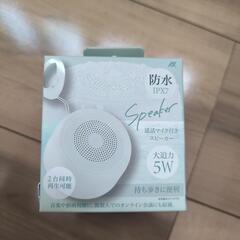 防水
IPX7
Speaker
通話マイク付き
スピーカー
大迫力
5W
2台同時
再生可能
持ち歩きに便利